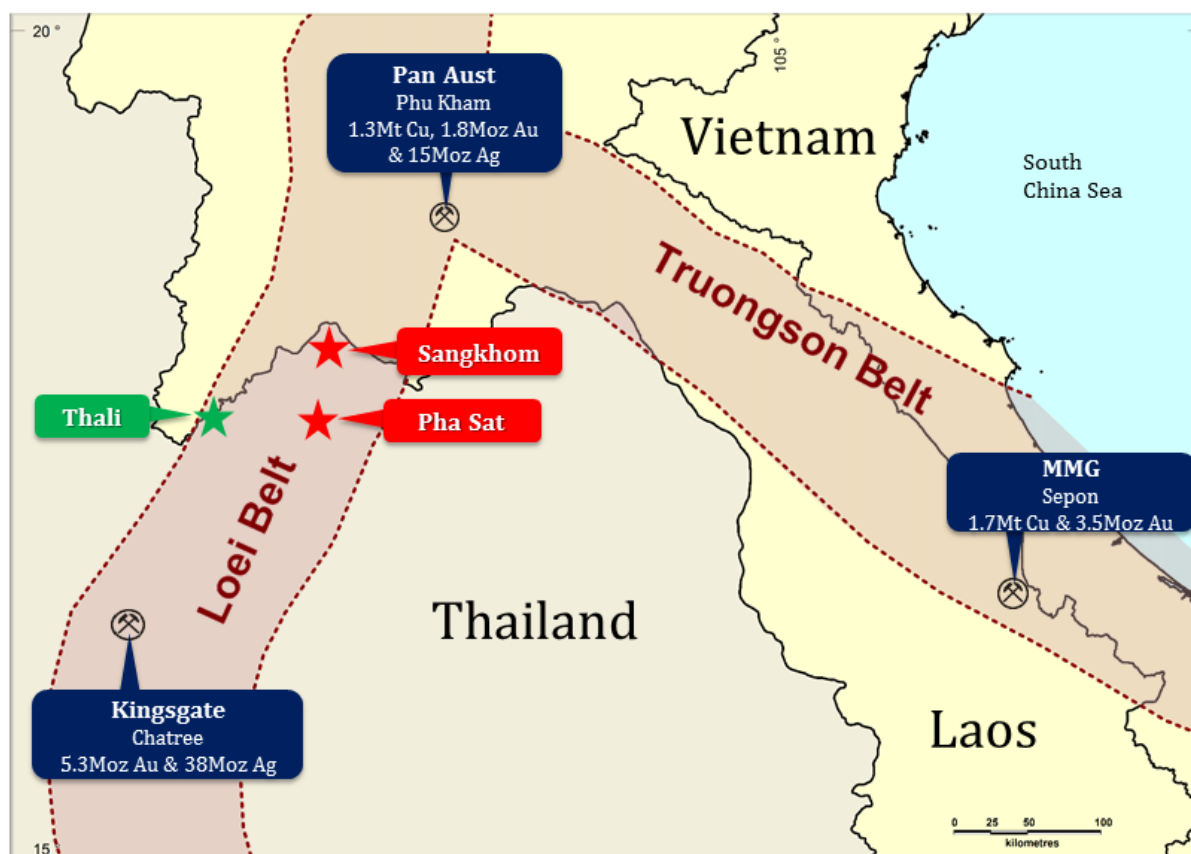 20 °
105 °
Pan Aust
Phu Kham
1.3Mt Cu, 1.8Moz Au
& 15Moz Ag
Vietnam
South
China Sea
Truongson Belt
Sangkhom
Thali
Pha Sat
Loei Belt
MMG
Sepon
1.7Mt Cu & 3.5Moz Au
Thailand
Kingsgate
Chatree
5.3Moz Au & 38Moz Ag
Laos
0 25 50 100
kilometres
15 °